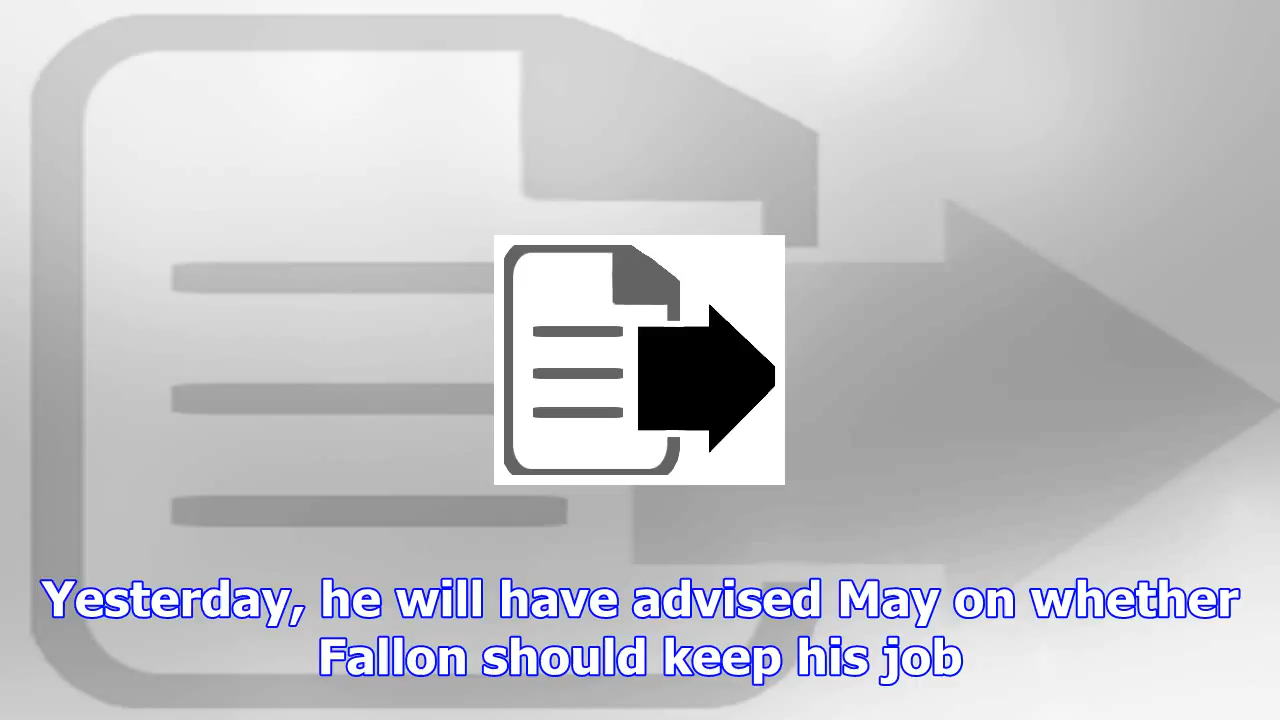 Yesterday, he will have advised May on whether
Fallon should keep his job